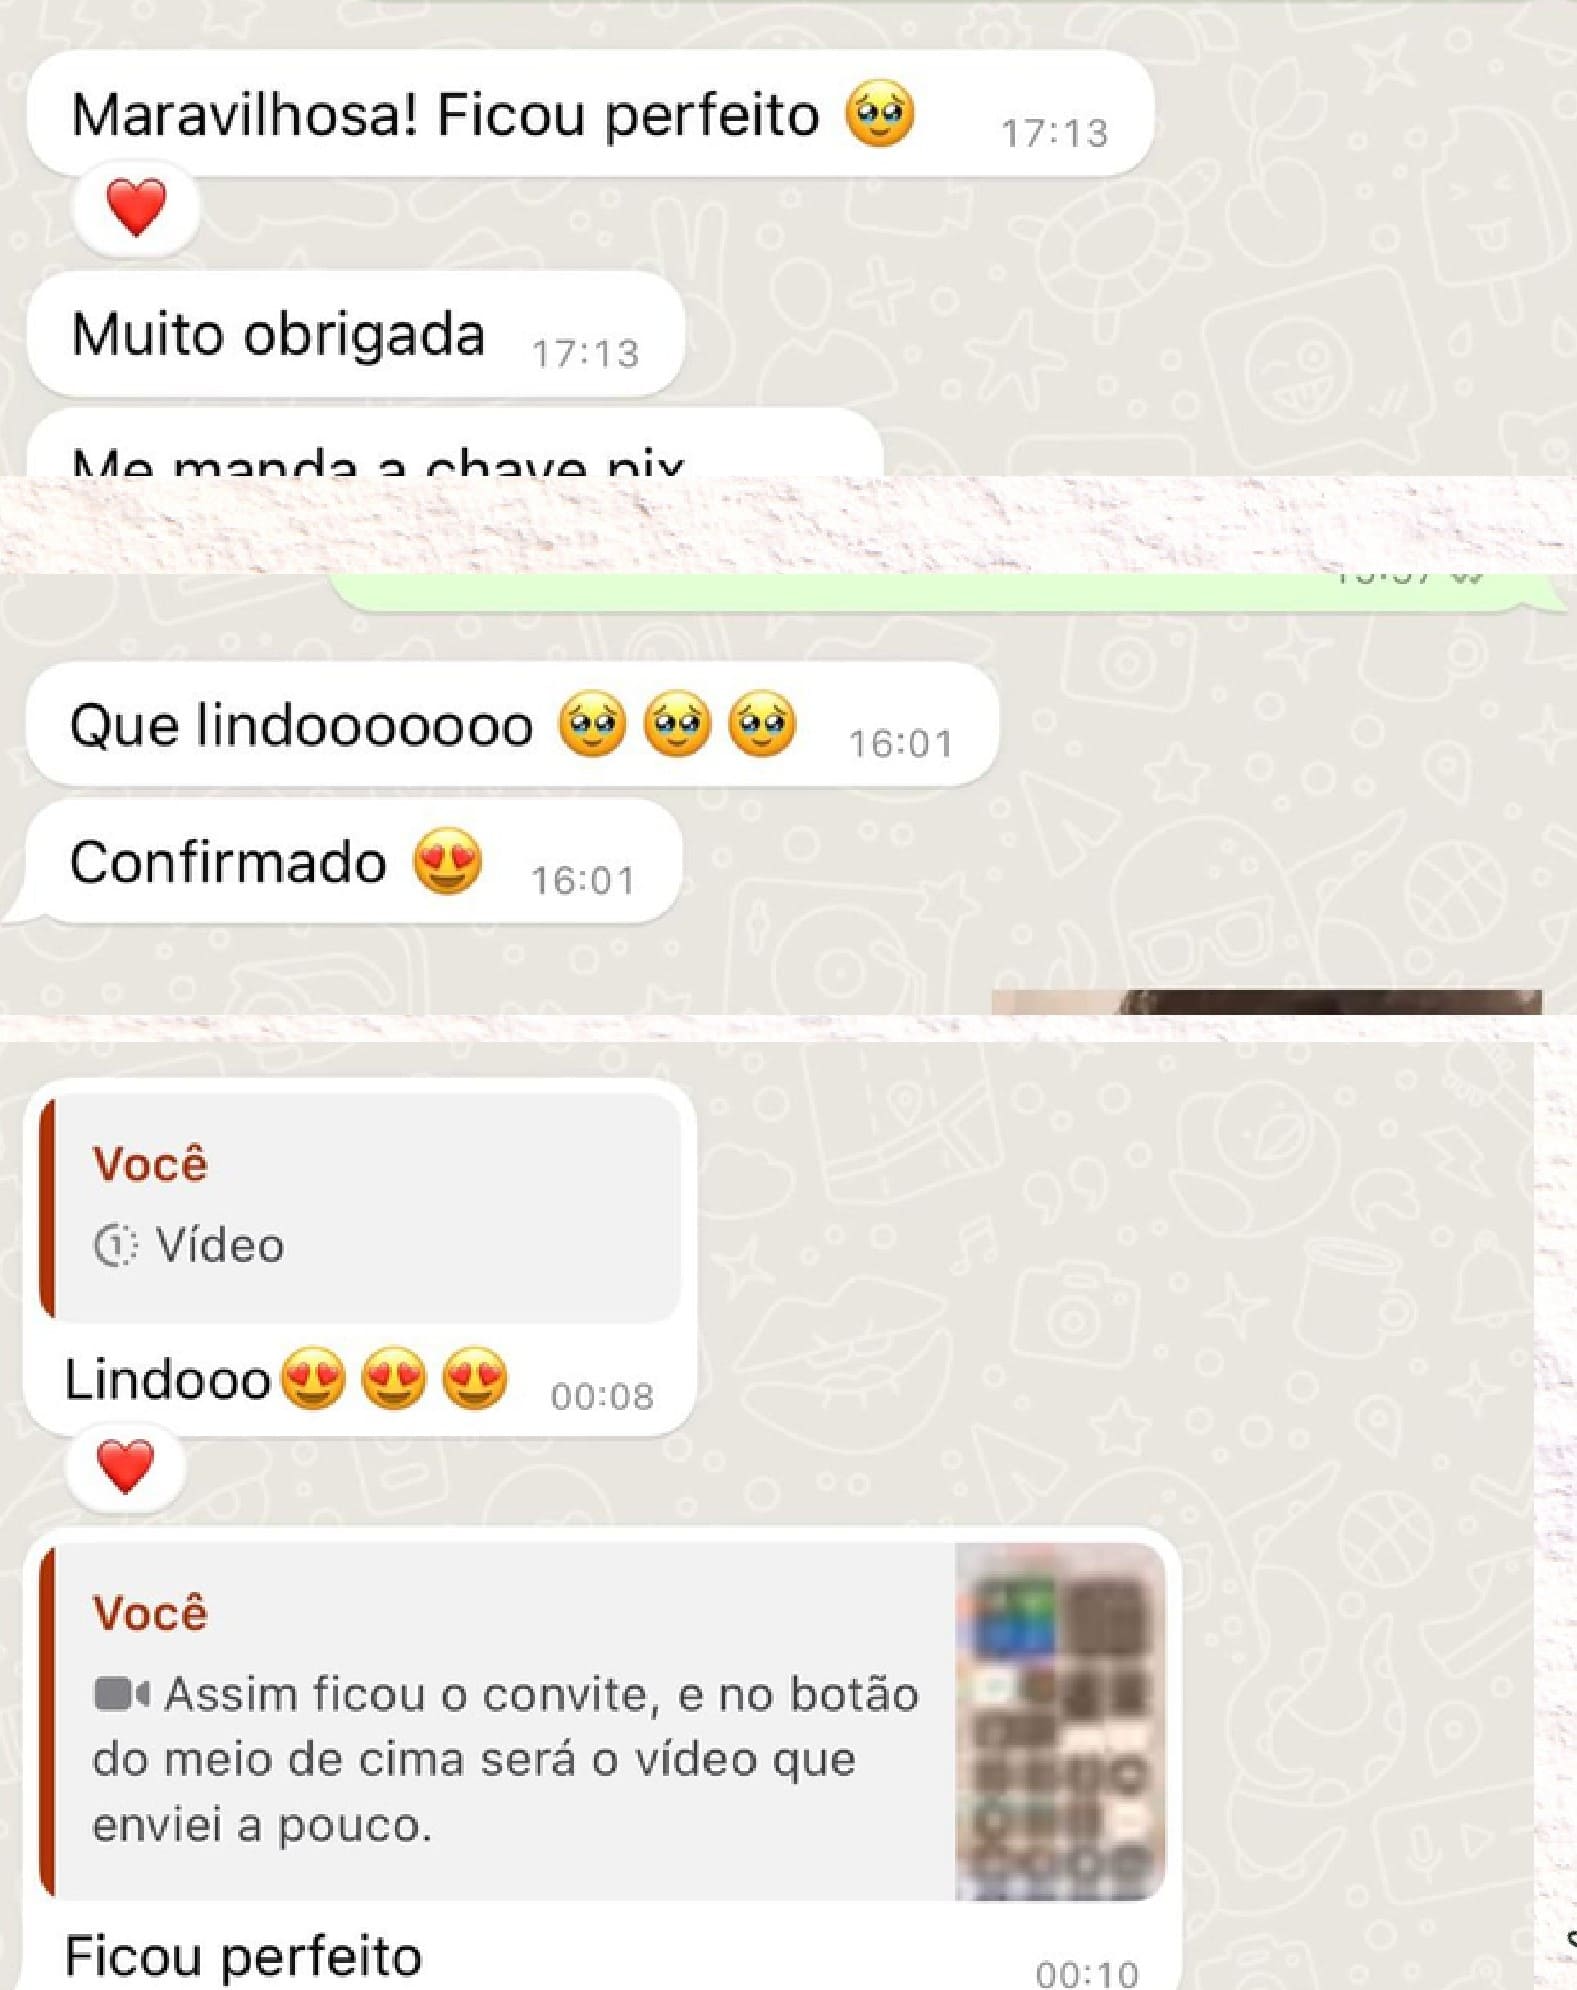 Maravilhosa! Ficou perfeito 🥹 17:13
❤️
Muito obrigada 17:13
Me manda a chave pix
Que lindooooooo 🥹🥹🥹 16:01
Confirmado 😍 16:01
Você
Vídeo
Lindooo😍😍😍 00:08
❤️
Você
Assim ficou o convite, e no botão
do meio de cima será o vídeo que
enviei a pouco.
Ficou perfeito 00:10